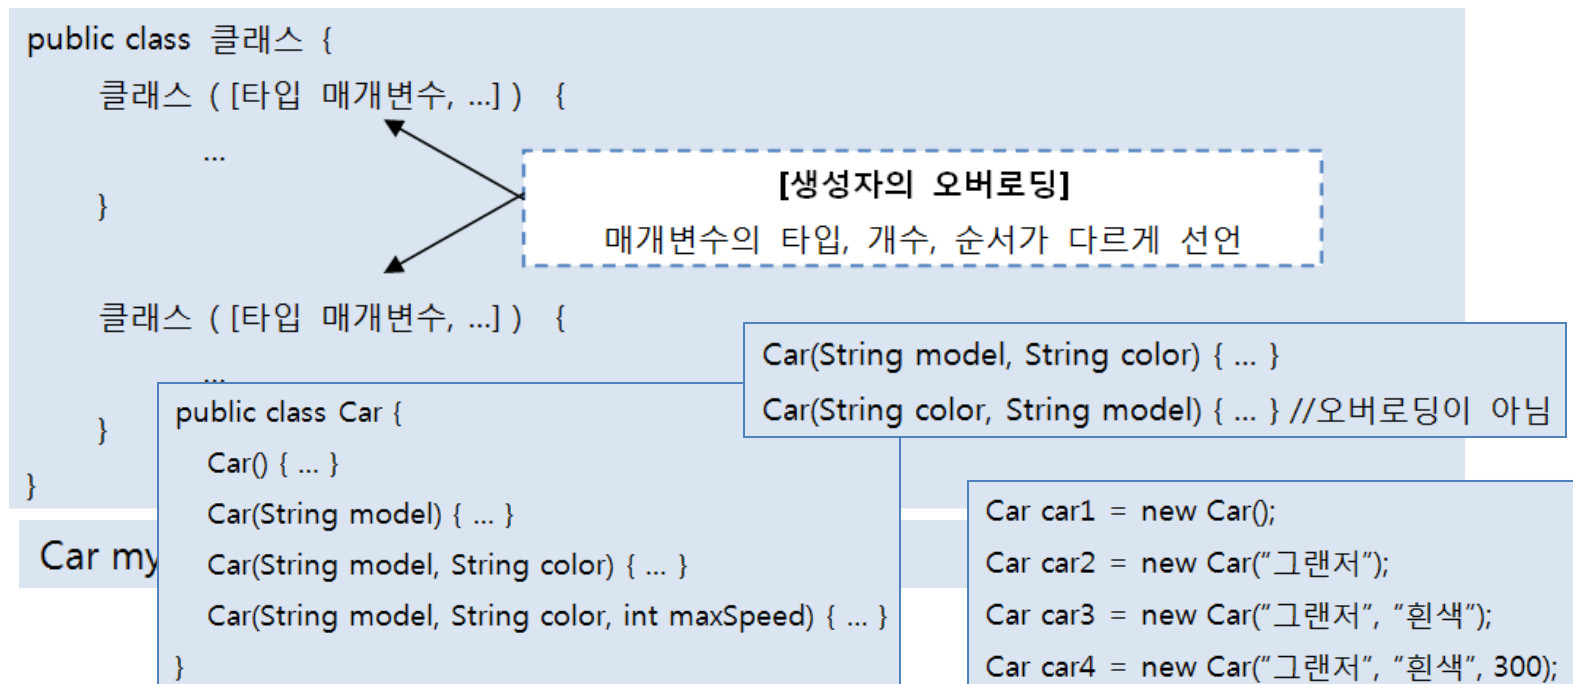 public class 클래스 {
클래스 ( [타입 매개변수, ...] ) {
...
}
[생성자의 오버로딩]
매개변수의 타입, 개수, 순서가 다르게 선언
클래스 ( [타입 매개변수, ...] ) {
...
}
}
Car(String model, String color) { ... }
Car(String color, String model) { ... } //오버로딩이 아님
Car my
public class Car {
Car() { ... }
Car(String model) { ... }
Car(String model, String color) { ... }
Car(String model, String color, int maxSpeed) { ... }
}
Car car1 = new Car();
Car car2 = new Car("그랜저");
Car car3 = new Car("그랜저", "흰색");
Car car4 = new Car("그랜저", "흰색", 300);